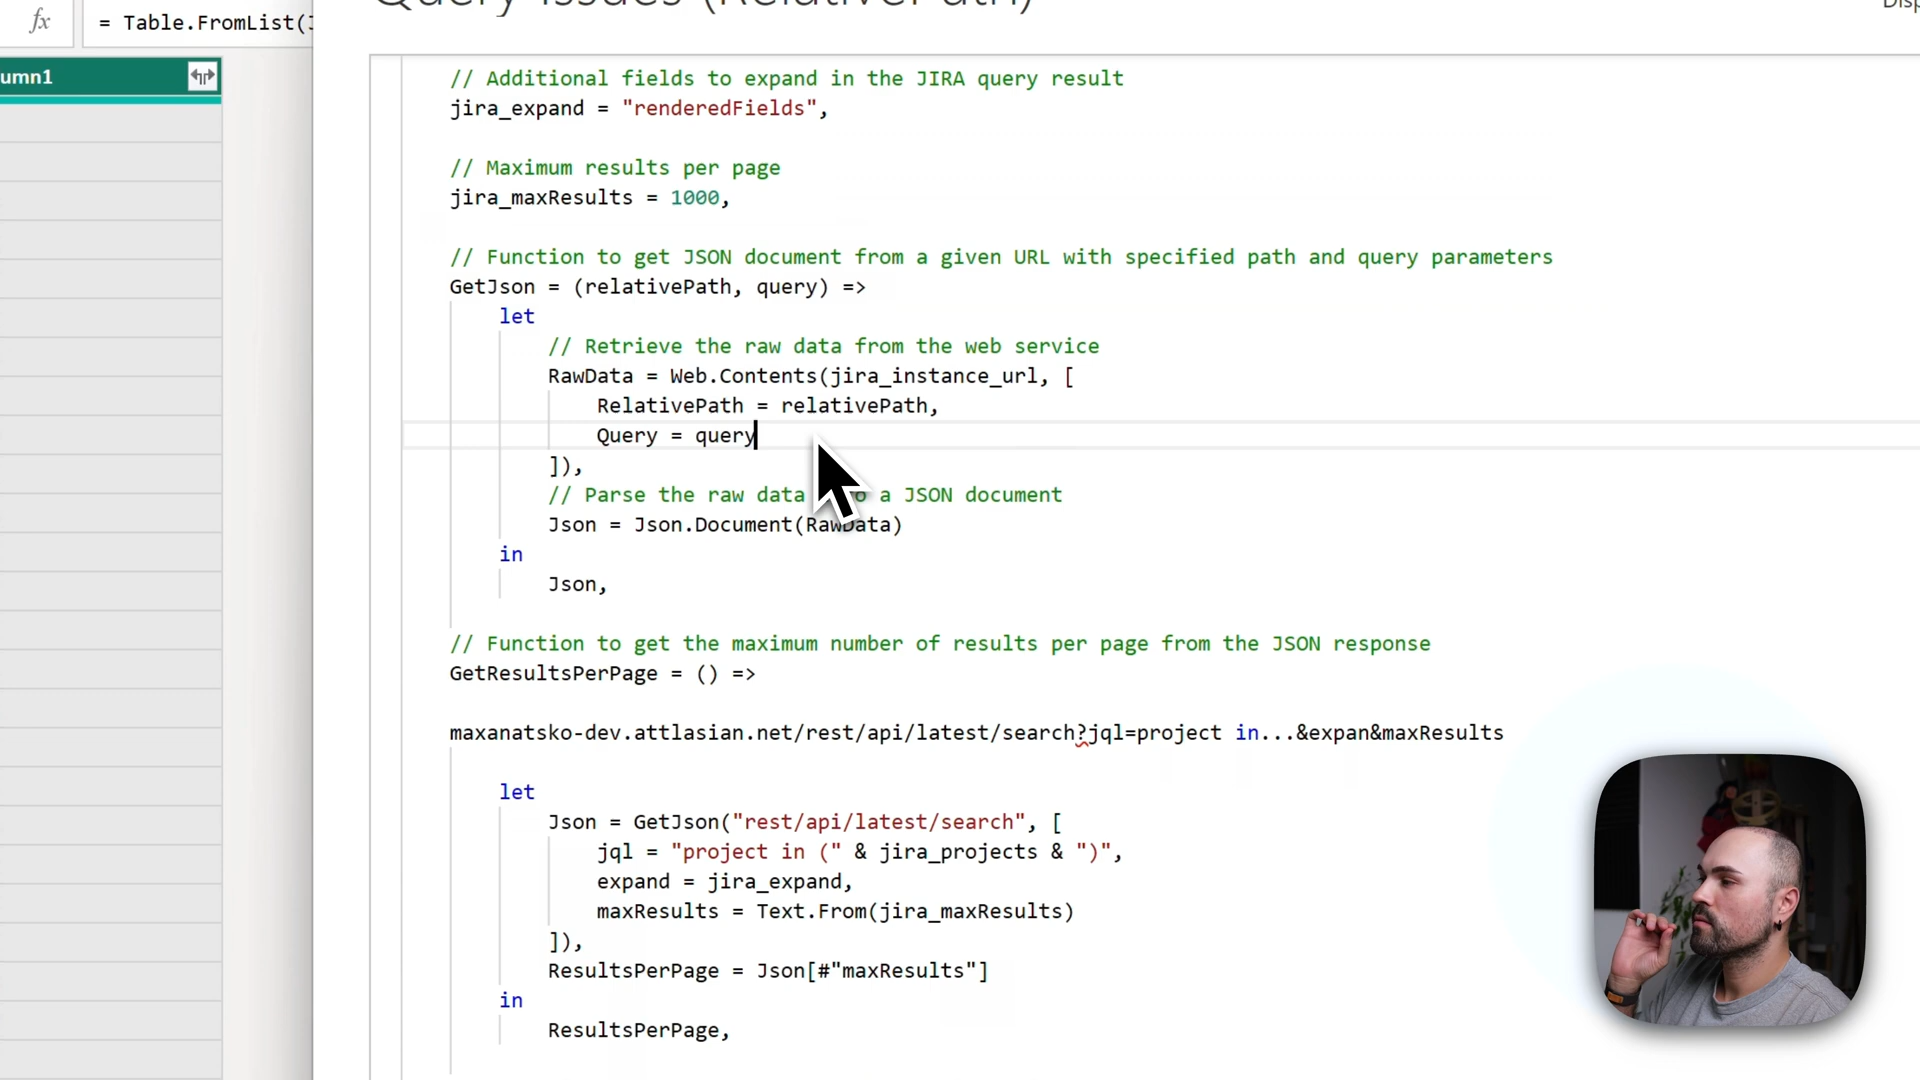 Query Issues (RelativePath)
Disp
fx
= Table.FromList(J
umn1
// Additional fields to expand in the JIRA query result
jira_expand = "renderedFields",
// Maximum results per page
jira_maxResults = 1000,
// Function to get JSON document from a given URL with specified path and query parameters
GetJson = (relativePath, query) =>
let
// Retrieve the raw data from the web service
RawData = Web.Contents(jira_instance_url, [
RelativePath = relativePath,
Query = query
]),
// Parse the raw data a JSON document
Json = Json.Document(RawData)
in
Json,
// Function to get the maximum number of results per page from the JSON response
GetResultsPerPage = () =>
maxanatsko-dev.attlasian.net/rest/api/latest/search?jql=project in...&expan&maxResults
let
Json = GetJson("rest/api/latest/search", [
jql = "project in (" & jira_projects & ")",
expand = jira_expand,
maxResults = Text.From(jira_maxResults)
]),
ResultsPerPage = Json[#"maxResults"]
in
ResultsPerPage,